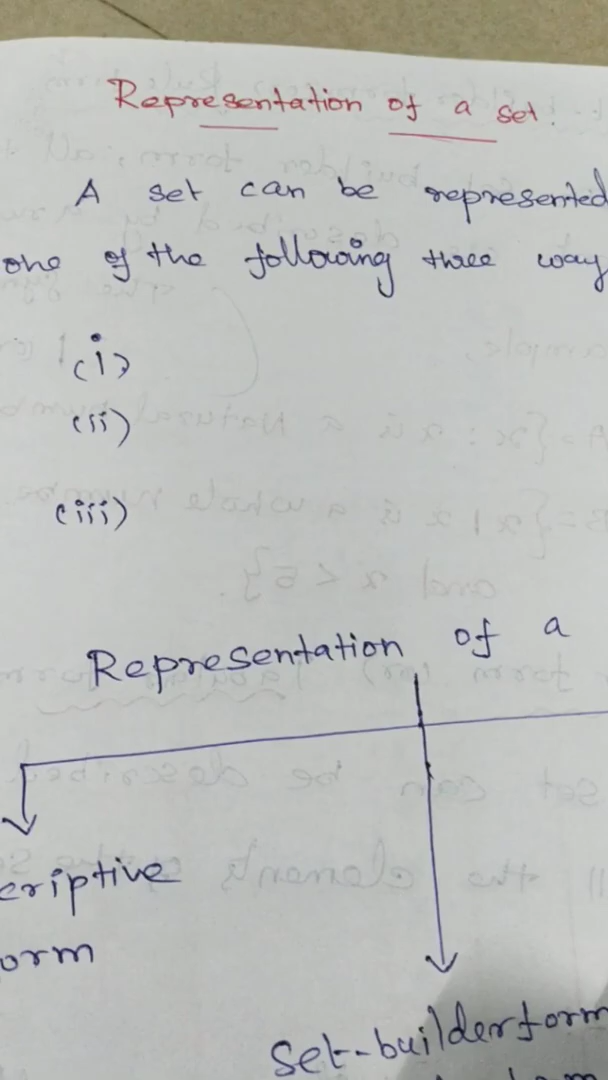 Representation of a set.
A set can be represented
one of the following three way
(i)
(ii)
(iii)
Representation of a
criptive
orm
Set-builder form